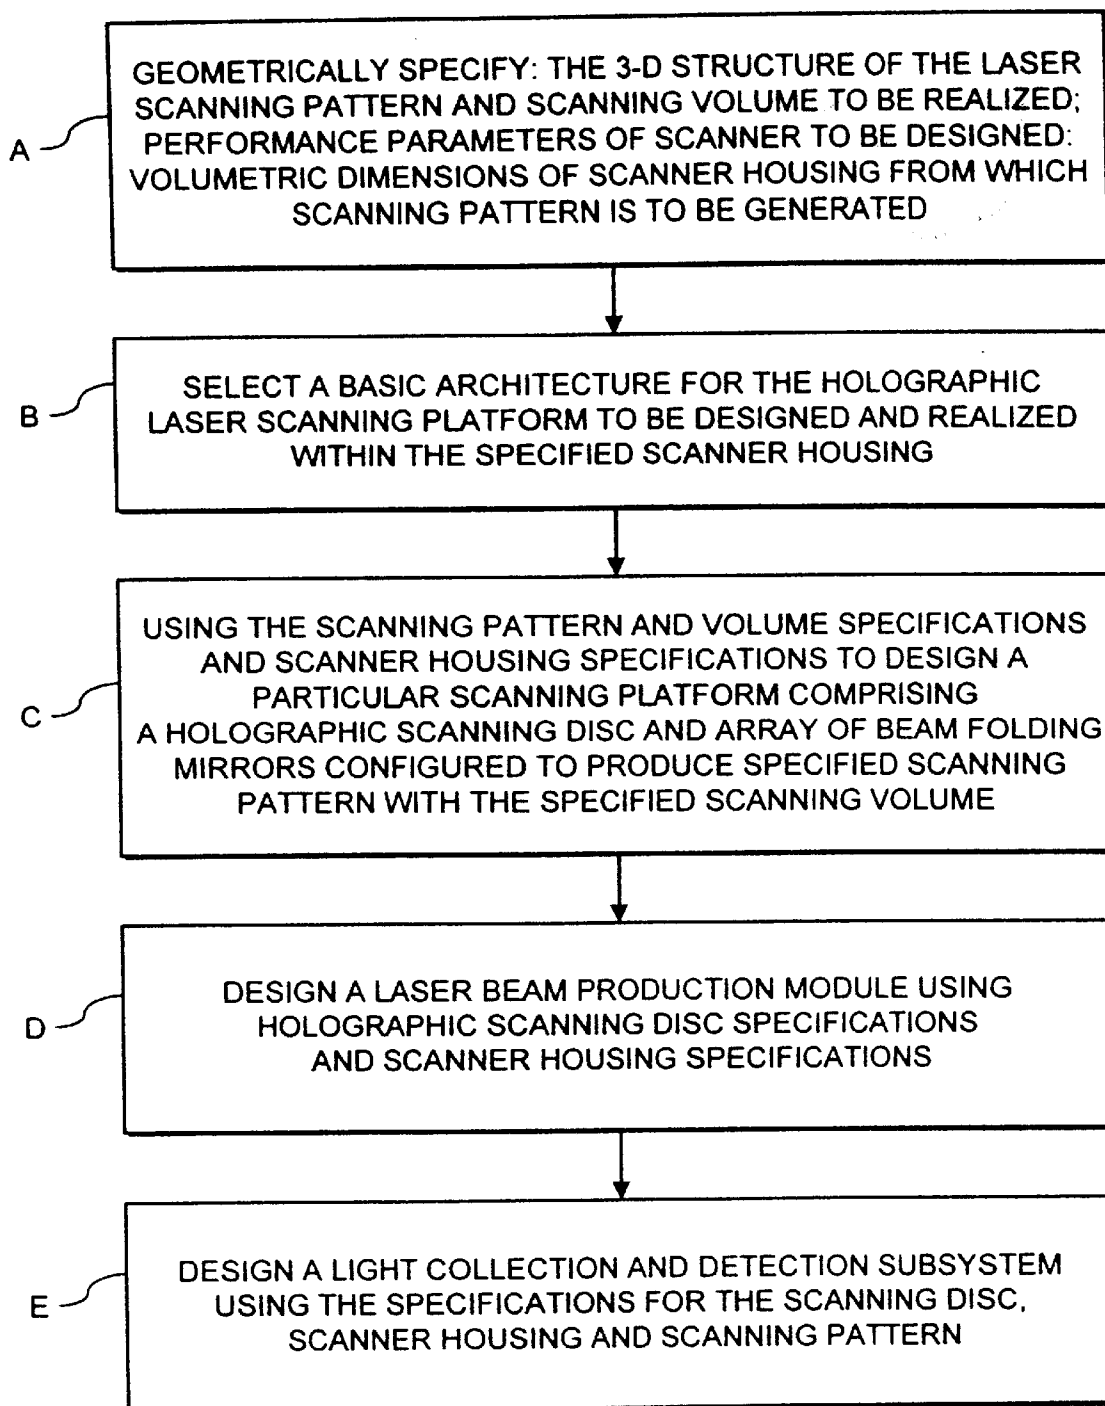 A
GEOMETRICALLY SPECIFY: THE 3-D STRUCTURE OF THE LASER
SCANNING PATTERN AND SCANNING VOLUME TO BE REALIZED;
PERFORMANCE PARAMETERS OF SCANNER TO BE DESIGNED:
VOLUMETRIC DIMENSIONS OF SCANNER HOUSING FROM WHICH
SCANNING PATTERN IS TO BE GENERATED
B
SELECT A BASIC ARCHITECTURE FOR THE HOLOGRAPHIC
LASER SCANNING PLATFORM TO BE DESIGNED AND REALIZED
WITHIN THE SPECIFIED SCANNER HOUSING
C
USING THE SCANNING PATTERN AND VOLUME SPECIFICATIONS
AND SCANNER HOUSING SPECIFICATIONS TO DESIGN A
PARTICULAR SCANNING PLATFORM COMPRISING
A HOLOGRAPHIC SCANNING DISC AND ARRAY OF BEAM FOLDING
MIRRORS CONFIGURED TO PRODUCE SPECIFIED SCANNING
PATTERN WITH THE SPECIFIED SCANNING VOLUME
D
DESIGN A LASER BEAM PRODUCTION MODULE USING
HOLOGRAPHIC SCANNING DISC SPECIFICATIONS
AND SCANNER HOUSING SPECIFICATIONS
E
DESIGN A LIGHT COLLECTION AND DETECTION SUBSYSTEM
USING THE SPECIFICATIONS FOR THE SCANNING DISC,
SCANNER HOUSING AND SCANNING PATTERN